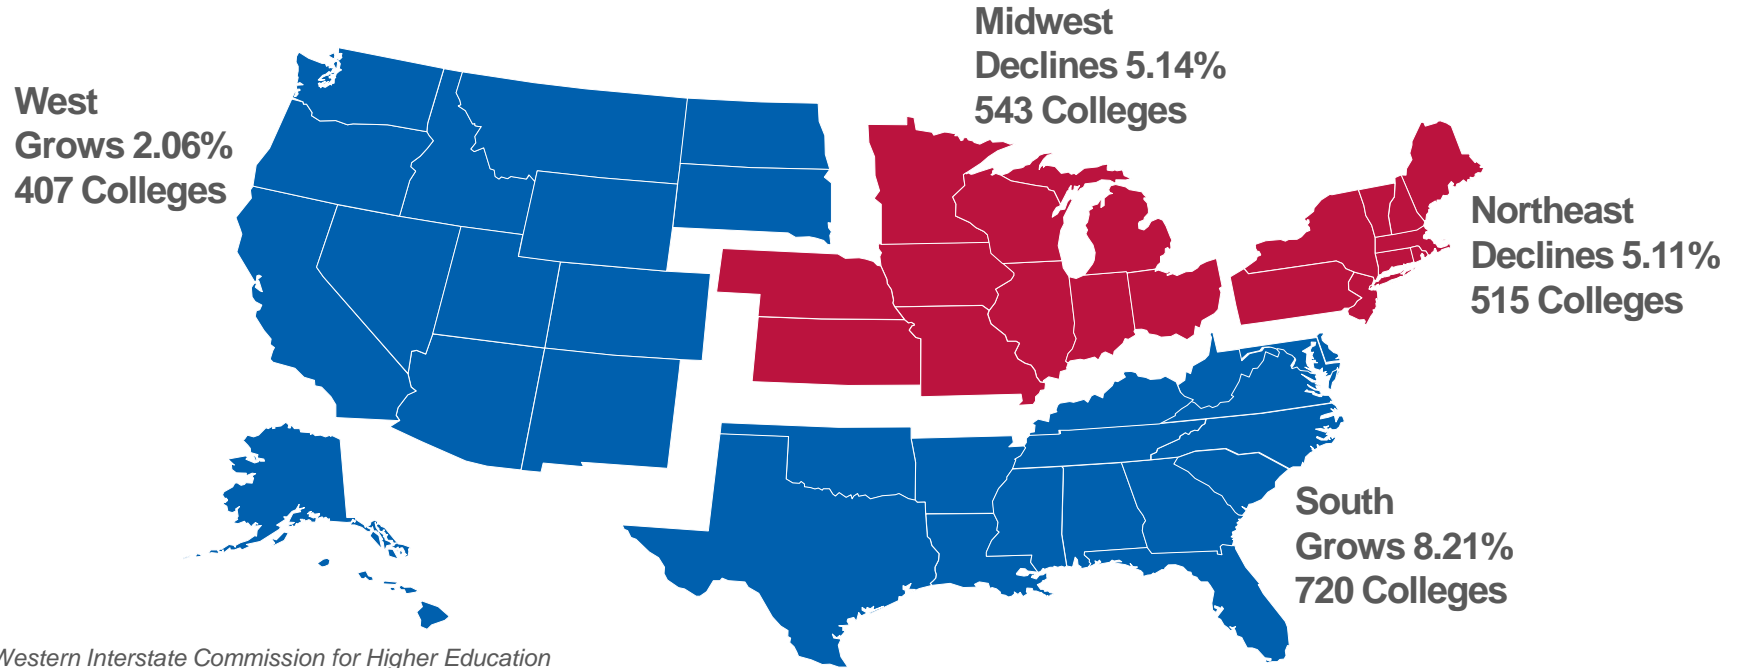 Midwest
Declines 5.14%
543 Colleges
West
Grows 2.06%
407 Colleges
Northeast
Declines 5.11%
515 Colleges
South
Grows 8.21%
720 Colleges
Western Interstate Commission for Higher Education